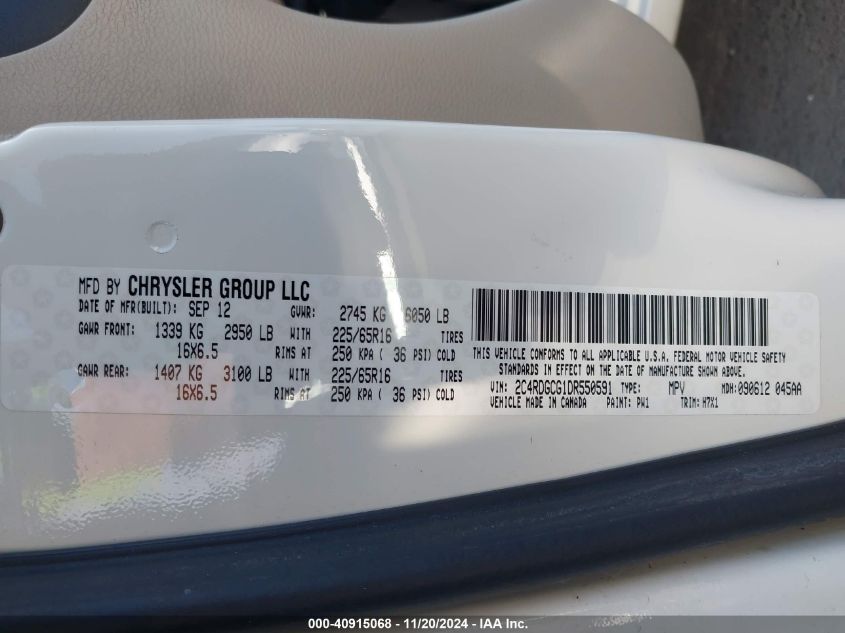 MFD BY CHRYSLER GROUP LLC
DATE OF MFR(BUILT): SEP 12 GVWR: 2745 KG 6050 LB
GAWR FRONT: 1339 KG 2950 LB WITH 225/65R16 TIRES
16X6.5 RIMS AT 250 KPA ( 36 PSI) COLD
GAWR REAR: 1407 KG 3100 LB WITH 225/65R16 TIRES
16X6.5 RIMS AT 250 KPA ( 36 PSI) COLD
THIS VEHICLE CONFORMS TO ALL APPLICABLE U.S.A. FEDERAL MOTOR VEHICLE SAFETY
STANDARDS IN EFFECT ON THE DATE OF MANUFACTURE SHOWN ABOVE.
VIN: 2C4RDGCG1DR550591 TYPE: MPV MDH: 090612 045AA
VEHICLE MADE IN CANADA PAINT: PW1 TRIM: H7X1
000-40915068 - 11/20/2024 - IAA Inc.